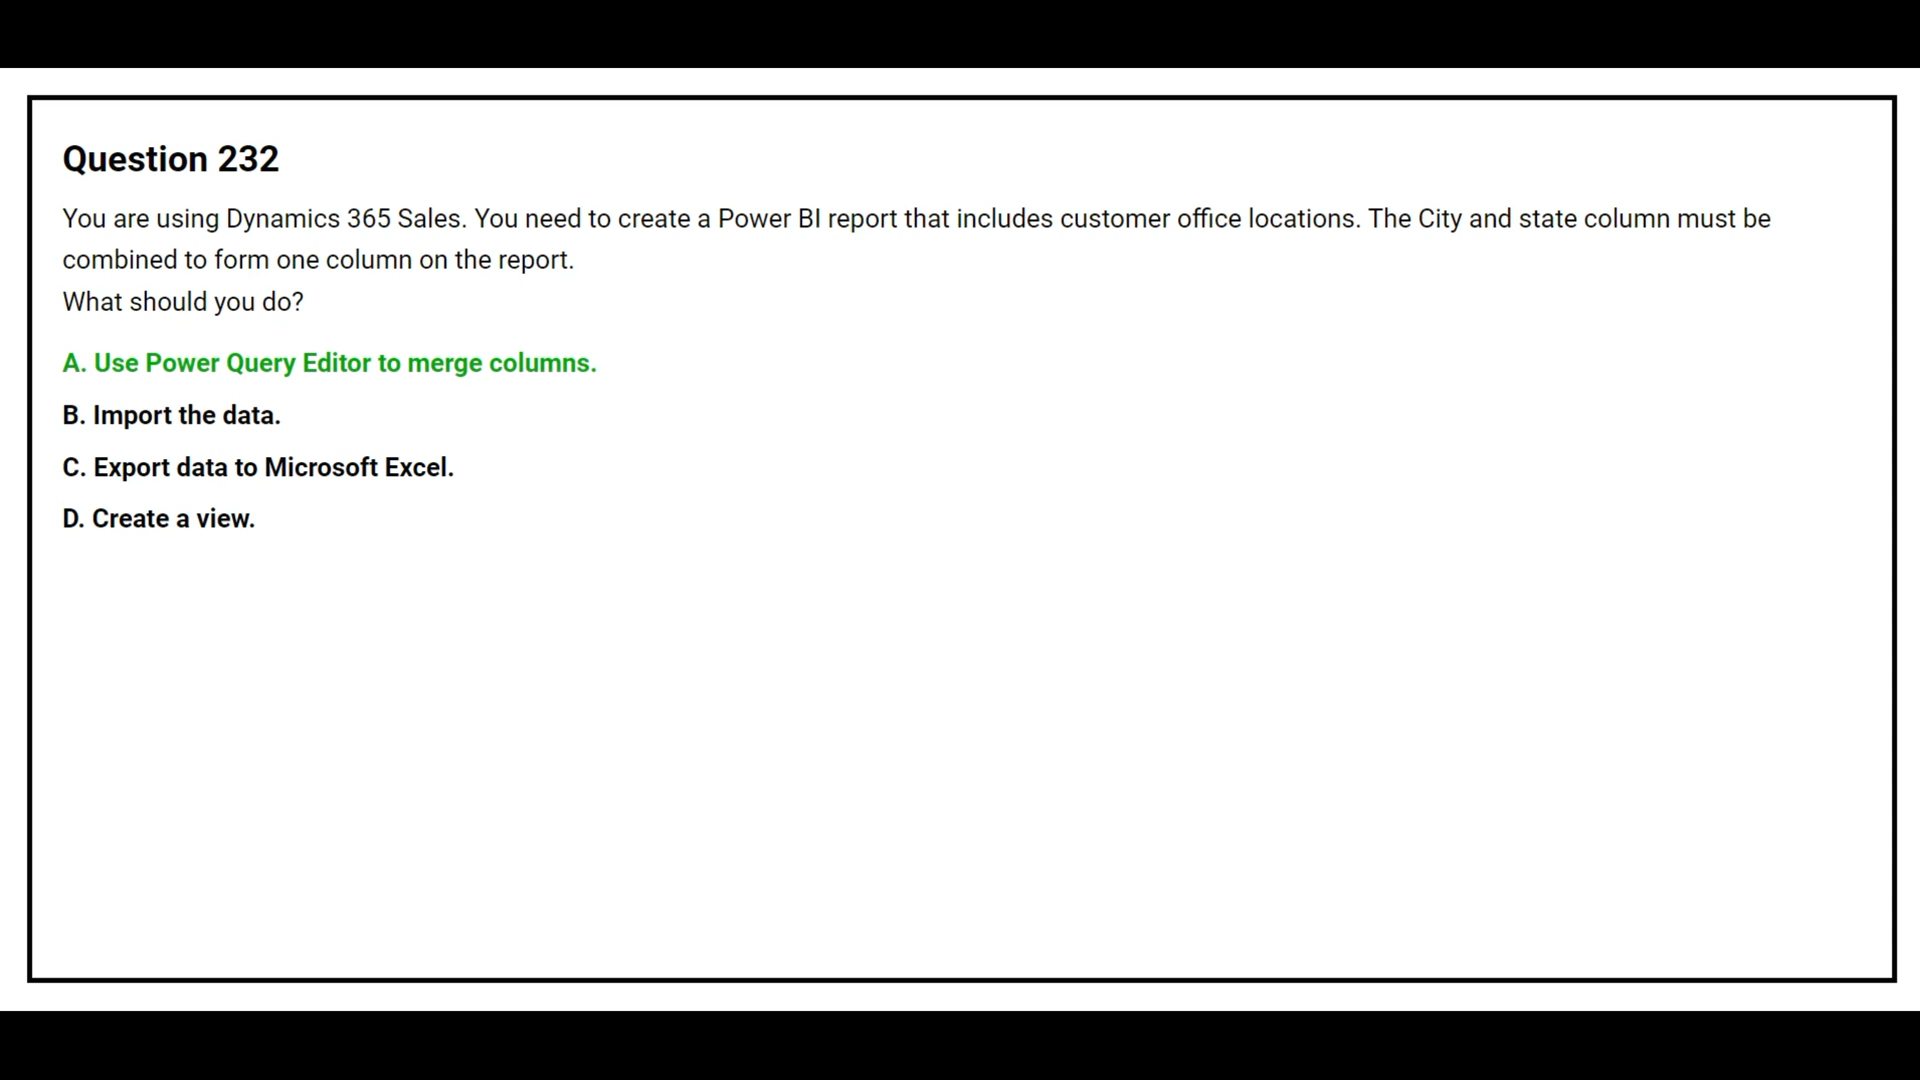 Question 232
You are using Dynamics 365 Sales. You need to create a Power BI report that includes customer office locations. The City and state column must be
combined to form one column on the report.
What should you do?
A. Use Power Query Editor to merge columns.
B. Import the data.
C. Export data to Microsoft Excel.
D. Create a view.